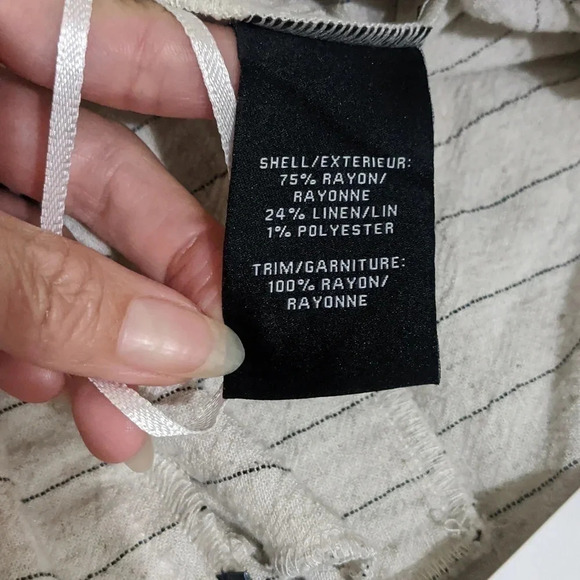 SHELL/EXTERIEUR:
75% RAYON/
RAYONNE
24% LINEN/LIN
1% POLYESTER
TRIM/GARNITURE:
100% RAYON/
RAYONNE